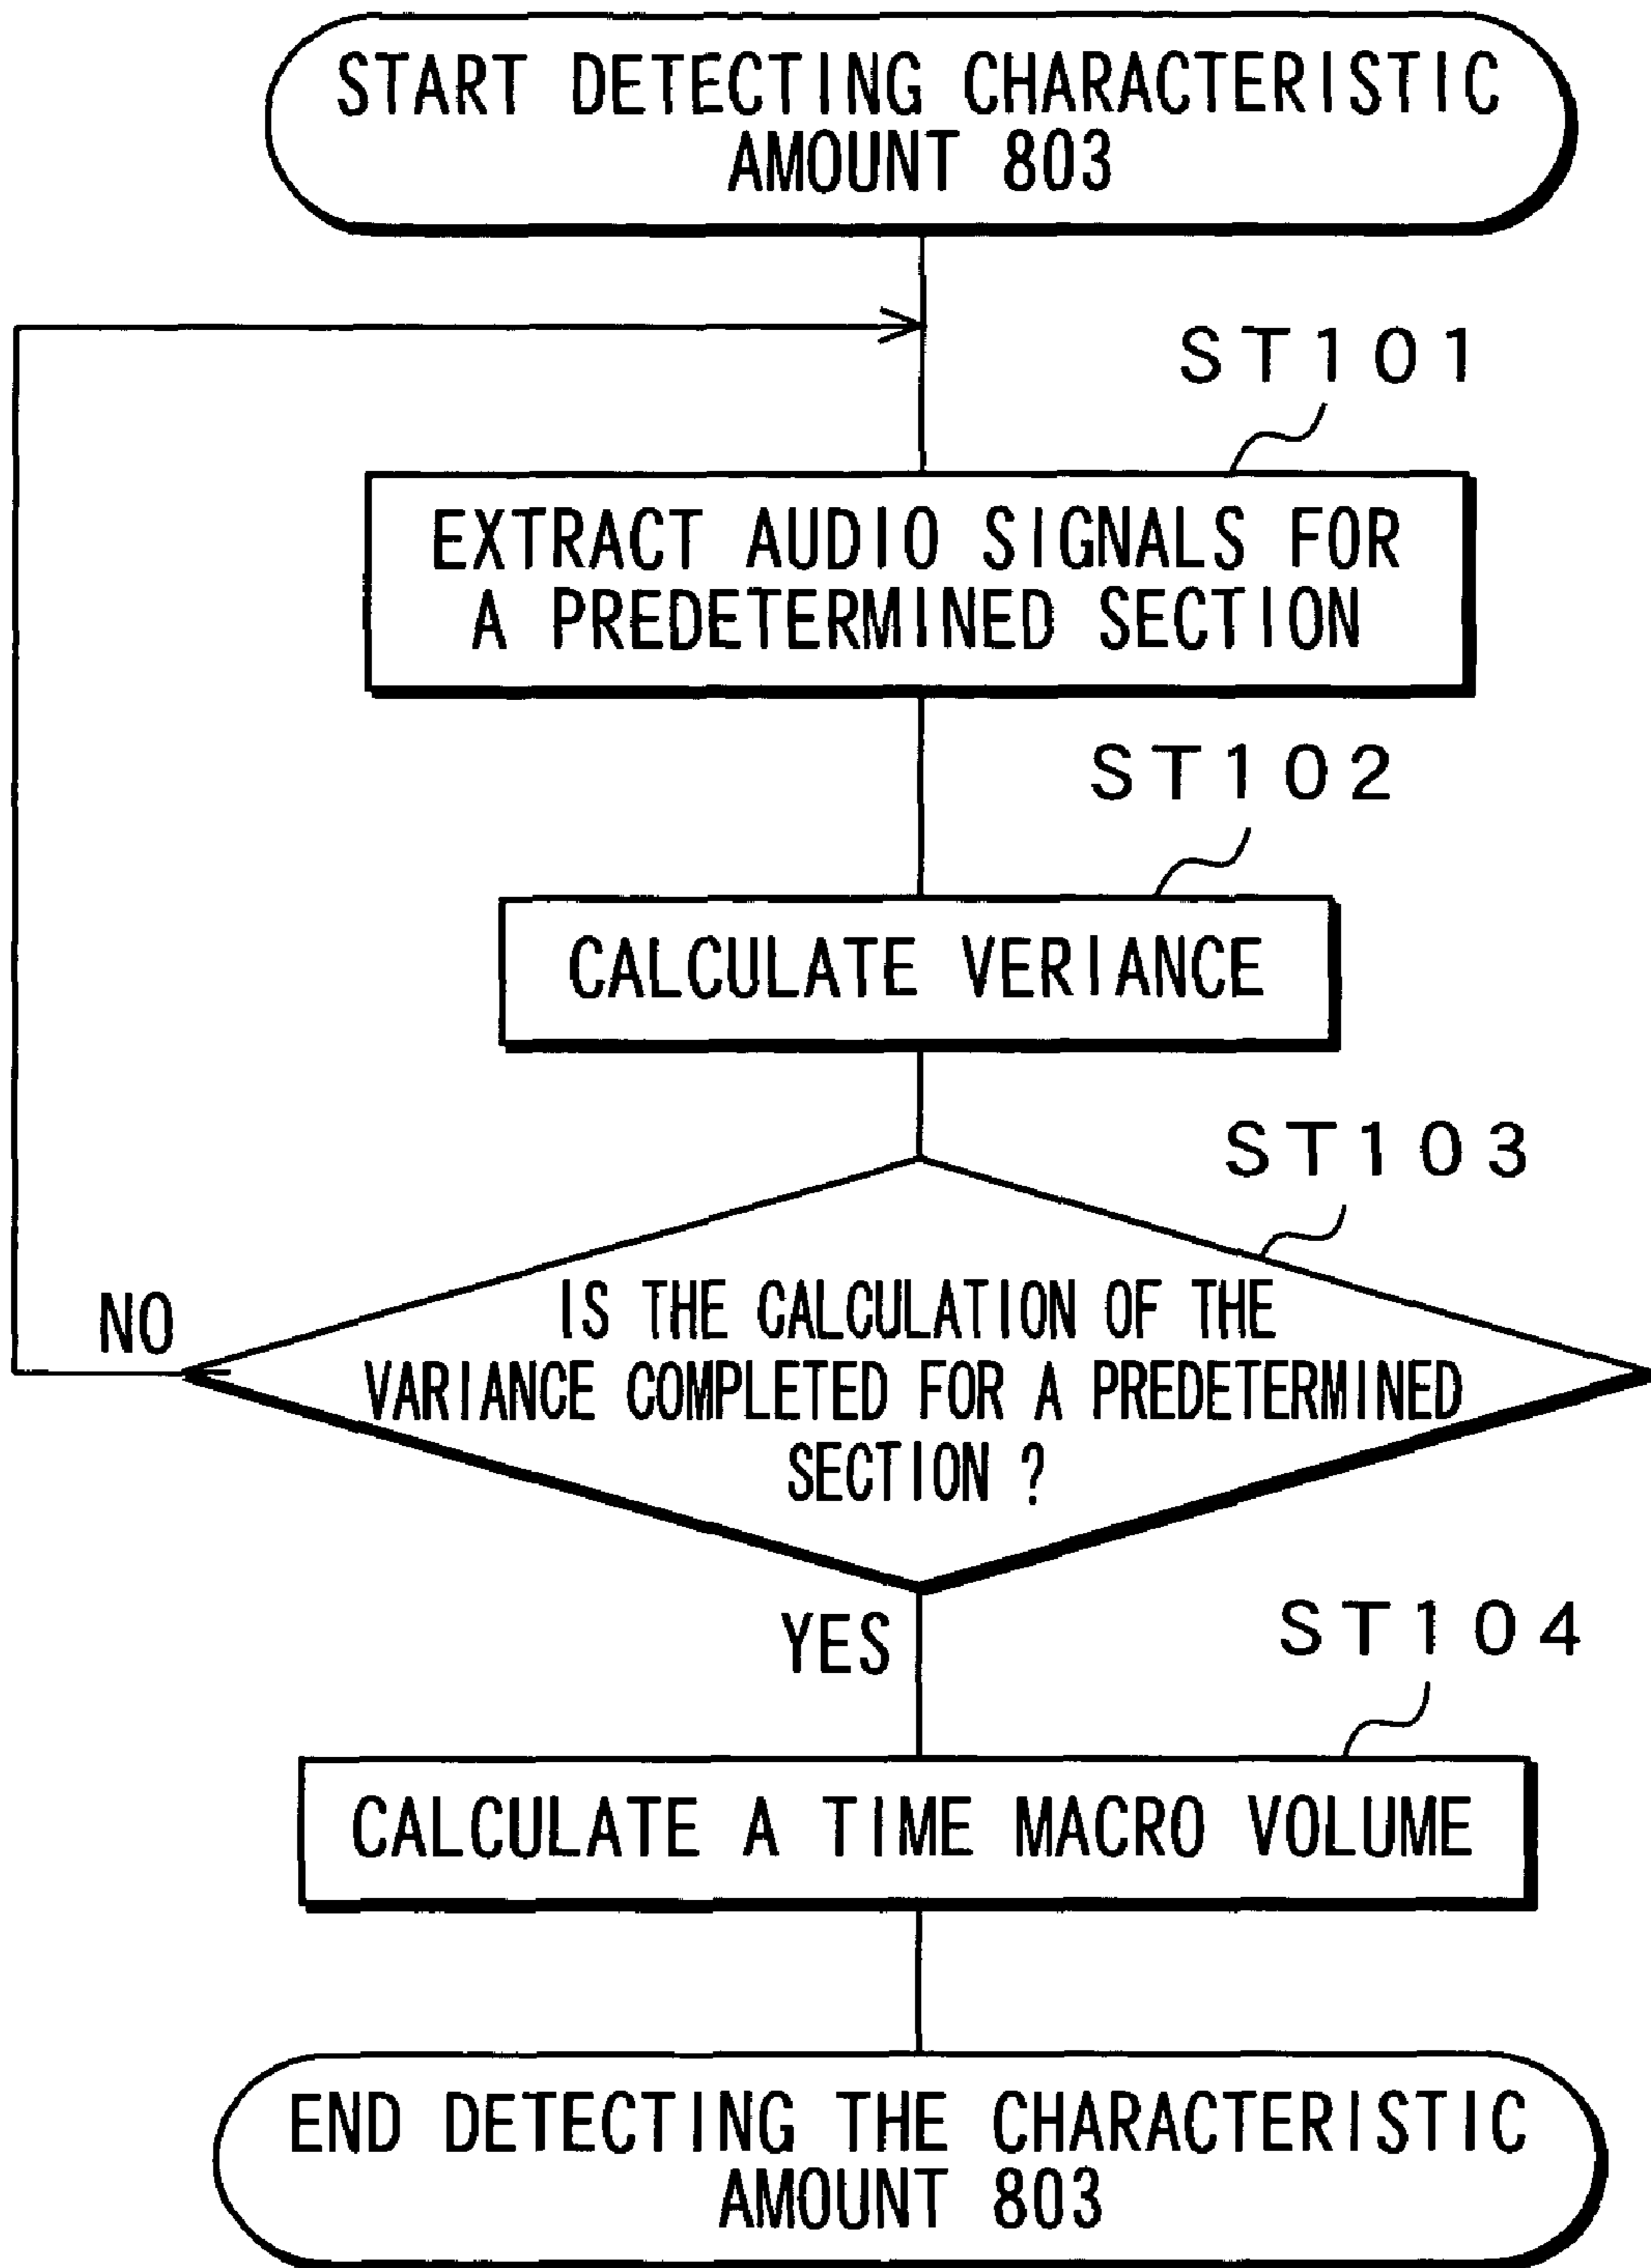 START DETECTING CHARACTERISTIC
AMOUNT 803
ST101
EXTRACT AUDIO SIGNALS FOR
A PREDETERMINED SECTION
ST102
CALCULATE VERIANCE
ST103
IS THE CALCULATION OF THE
VARIANCE COMPLETED FOR A PREDETERMINED
SECTION ?
NO
YES
ST104
CALCULATE A TIME MACRO VOLUME
END DETECTING THE CHARACTERISTIC
AMOUNT 803